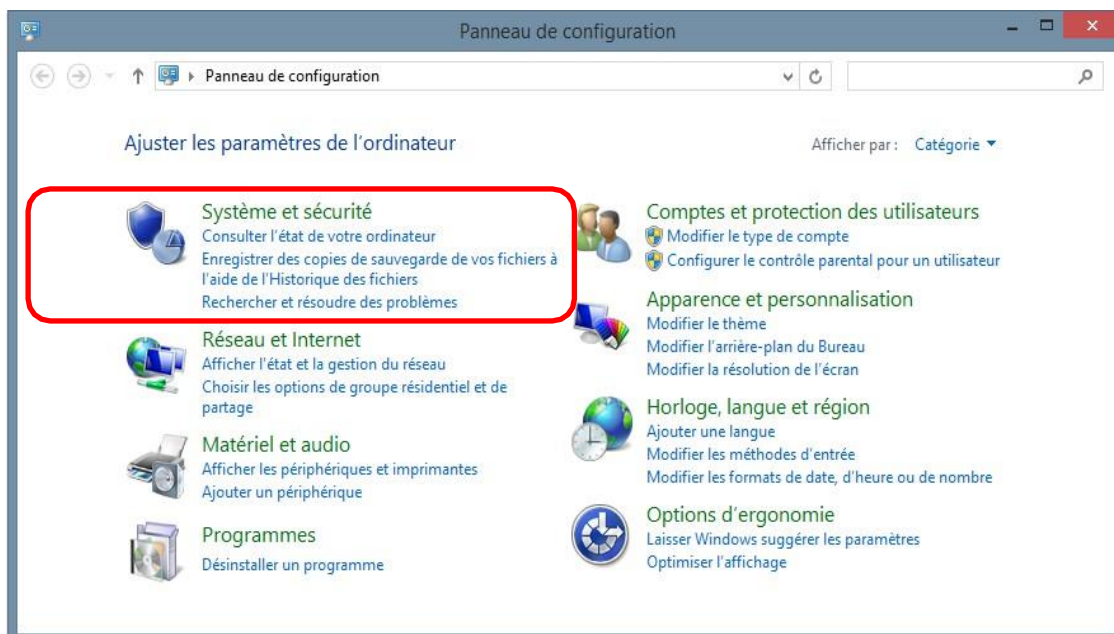 Panneau de configuration
Panneau de configuration
Ajuster les paramètres de l'ordinateur
Afficher par : Catégorie
Système et sécurité
Consulter l'état de votre ordinateur
Enregistrer des copies de sauvegarde de vos fichiers à
l'aide de l'Historique des fichiers
Rechercher et résoudre des problèmes
Réseau et Internet
Afficher l'état et la gestion du réseau
Choisir les options de groupe résidentiel et de
partage
Matériel et audio
Afficher les périphériques et imprimantes
Ajouter un périphérique
Programmes
Désinstaller un programme
Comptes et protection des utilisateurs
Modifier le type de compte
Configurer le contrôle parental pour un utilisateur
Apparence et personnalisation
Modifier le thème
Modifier l'arrière-plan du Bureau
Modifier la résolution de l'écran
Horloge, langue et région
Ajouter une langue
Modifier les méthodes d'entrée
Modifier les formats de date, d'heure ou de nombre
Options d'ergonomie
Laisser Windows suggérer les paramètres
Optimiser l'affichage